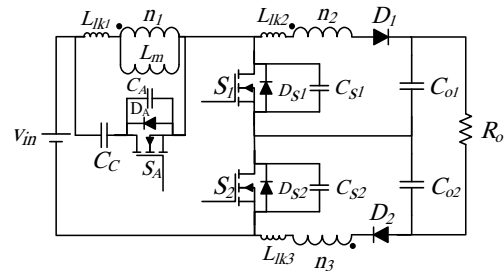 L_lk1 n_1 L_lk2 n_2 D_1
L_m
C_A S_1 D_S1 C_S1 C_o1
D_A
v_in R_o
C_C S_A S_2 D_S2 C_S2 C_o2
D_2
L_lk3 n_3